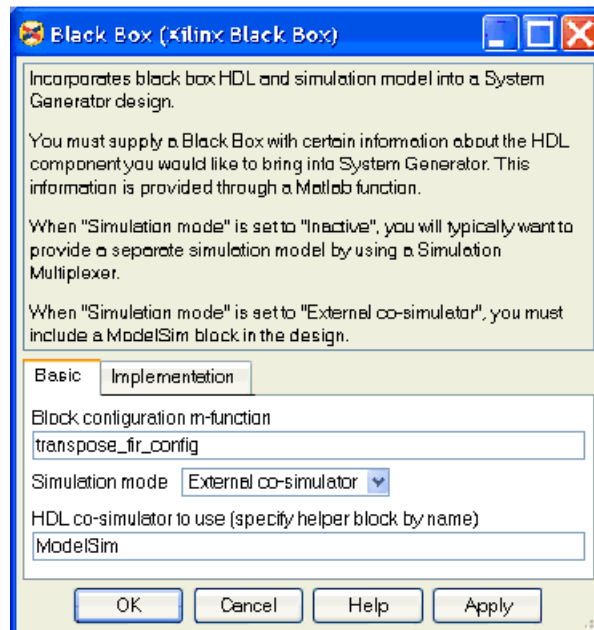 Black Box (Xilinx Black Box)
Incorporates black box HDL and simulation model into a System
Generator design.
You must supply a Black Box with certain information about the HDL
component you would like to bring into System Generator. This
information is provided through a Matlab function.
When "Simulation mode" is set to "Inactive", you will typically want to
provide a separate simulation model by using a Simulation
Multiplexer.
When "Simulation mode" is set to "External co-simulator", you must
include a ModelSim block in the design.
Basic Implementation
Block configuration m-function
transpose_fir_config
Simulation mode External co-simulator
HDL co-simulator to use (specify helper block by name)
ModelSim
OK Cancel Help Apply